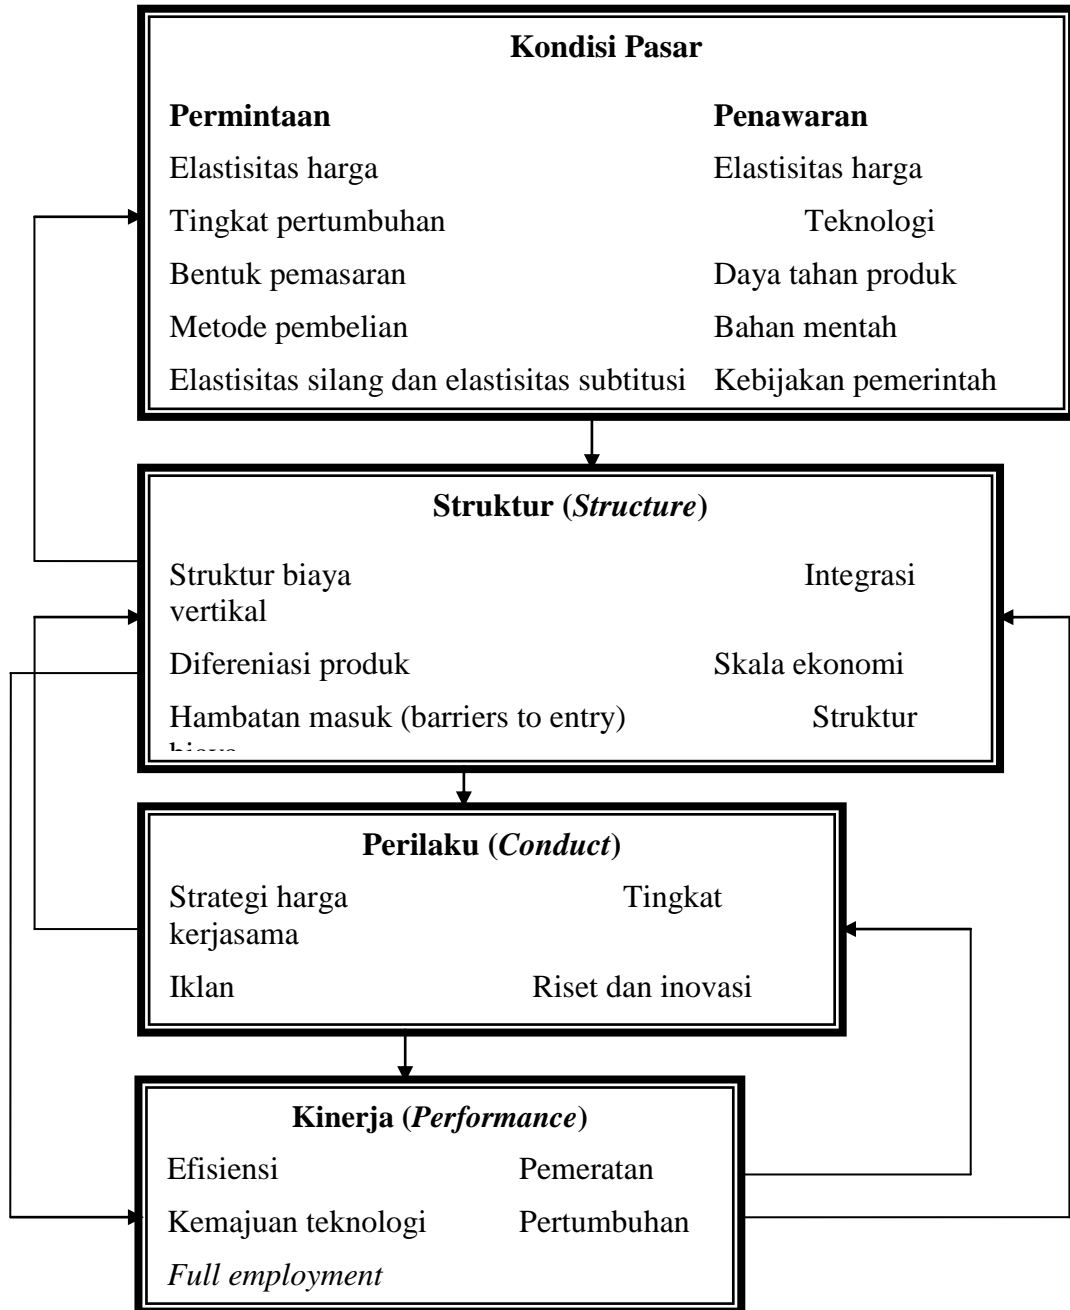 Kondisi Pasar
Permintaan Penawaran
Elastisitas harga Elastisitas harga
Tingkat pertumbuhan Teknologi
Bentuk pemasaran Daya tahan produk
Metode pembelian Bahan mentah
Elastisitas silang dan elastisitas subtitusi Kebijakan pemerintah
Struktur (Structure)
Struktur biaya Integrasi
vertikal
Difereniasi produk Skala ekonomi
Hambatan masuk (barriers to entry) Struktur
Perilaku (Conduct)
Strategi harga Tingkat
kerjasama
Iklan Riset dan inovasi
Kinerja (Performance)
Efisiensi Pemeratan
Kemajuan teknologi Pertumbuhan
Full employment